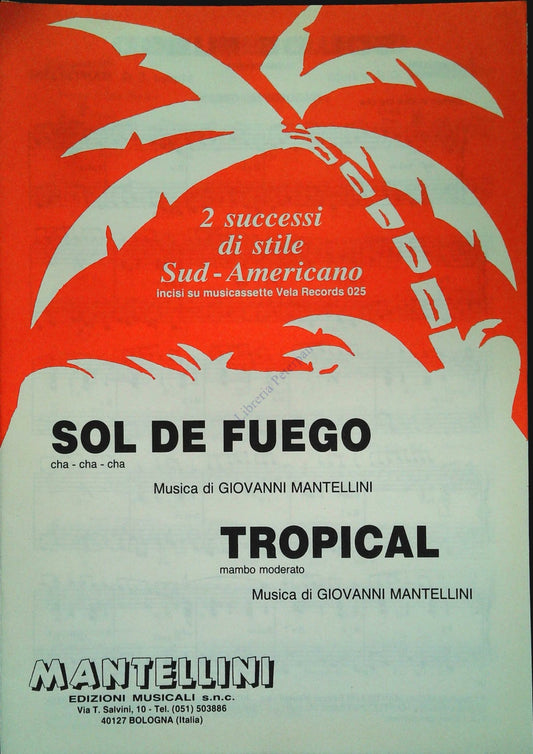 2 successi
di stile
Sud - Americano
incisi su musicassette Vela Records 025
SOL DE FUEGO
cha - cha - cha
Musica di GIOVANNI MANTELLINI
TROPICAL
mambo moderato
Musica di GIOVANNI MANTELLINI
MANTELLINI
EDIZIONI MUSICALI s.n.c.
Via T. Salvini, 10 - Tel. (051) 503886
40127 BOLOGNA (Italia)
Libreria